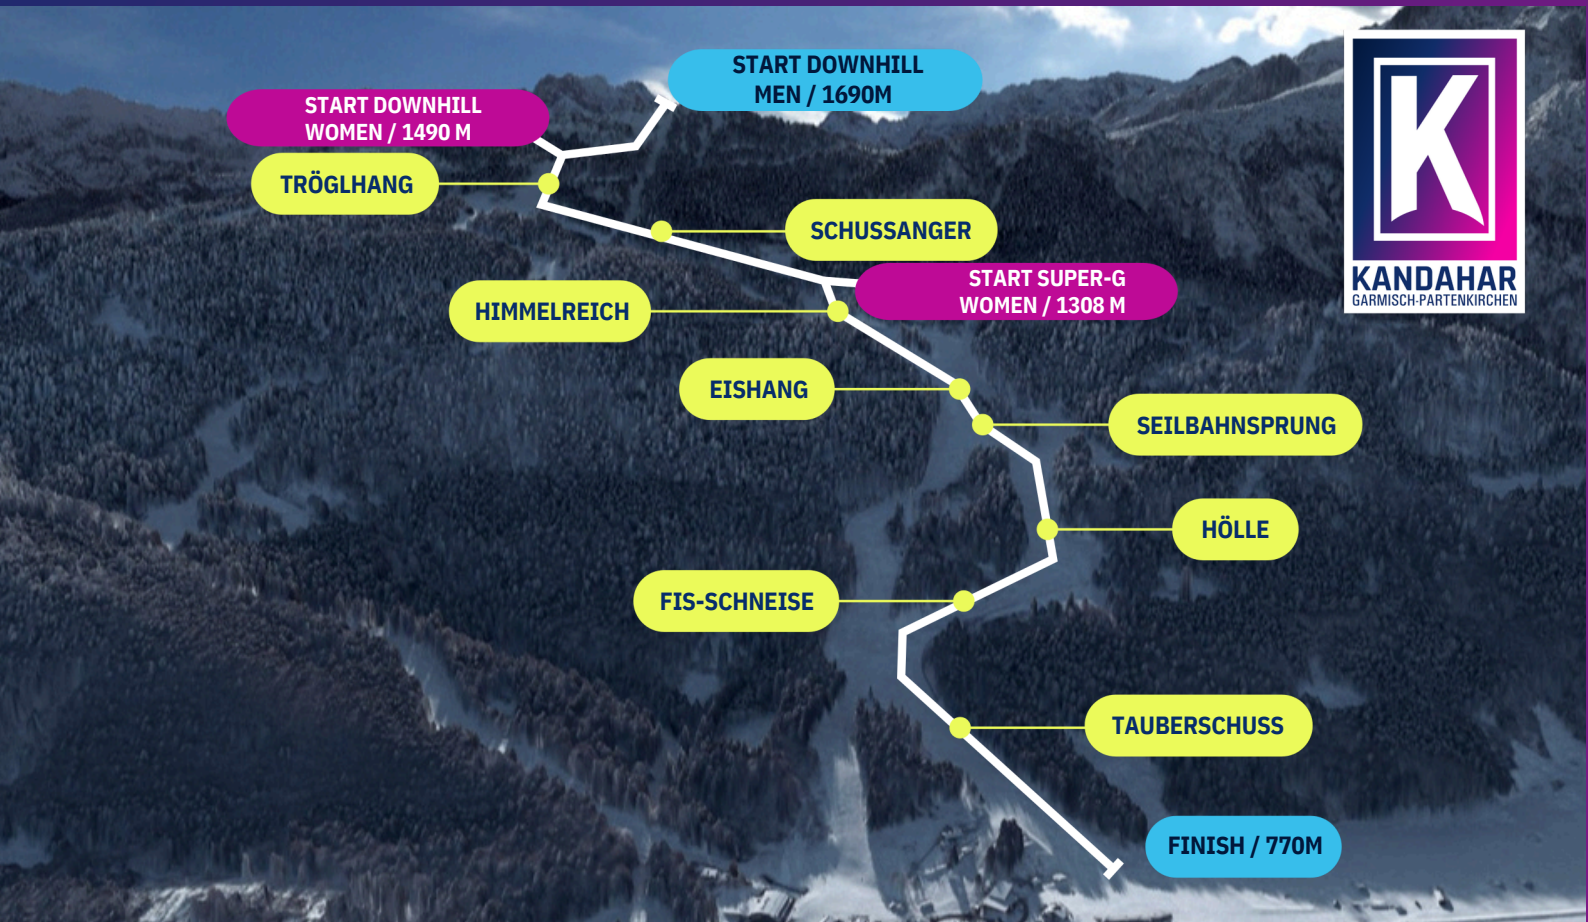 START DOWNHILL
MEN / 1690M
START DOWNHILL
WOMEN / 1490 M
TRÖGLHANG
SCHUSSANGER
START SUPER-G
WOMEN / 1308 M
HIMMELREICH
EISHANG
SEILBAHNSPRUNG
HÖLLE
FIS-SCHNEISE
TAUBERSCHUSS
FINISH / 770M
K
KANDAHAR
GARMISCH-PARTENKIRCHEN